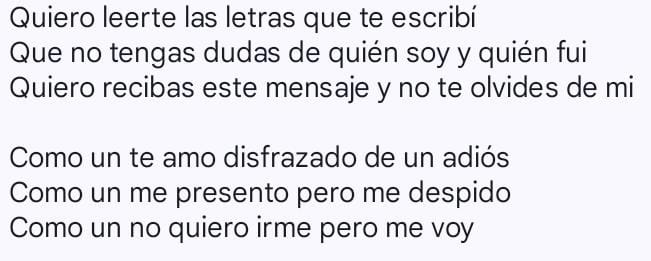 Quiero leerte las letras que te escribí
Que no tengas dudas de quién soy y quién fui
Quiero recibas este mensaje y no te olvides de mi
Como un te amo disfrazado de un adiós
Como un me presento pero me despido
Como un no quiero irme pero me voy